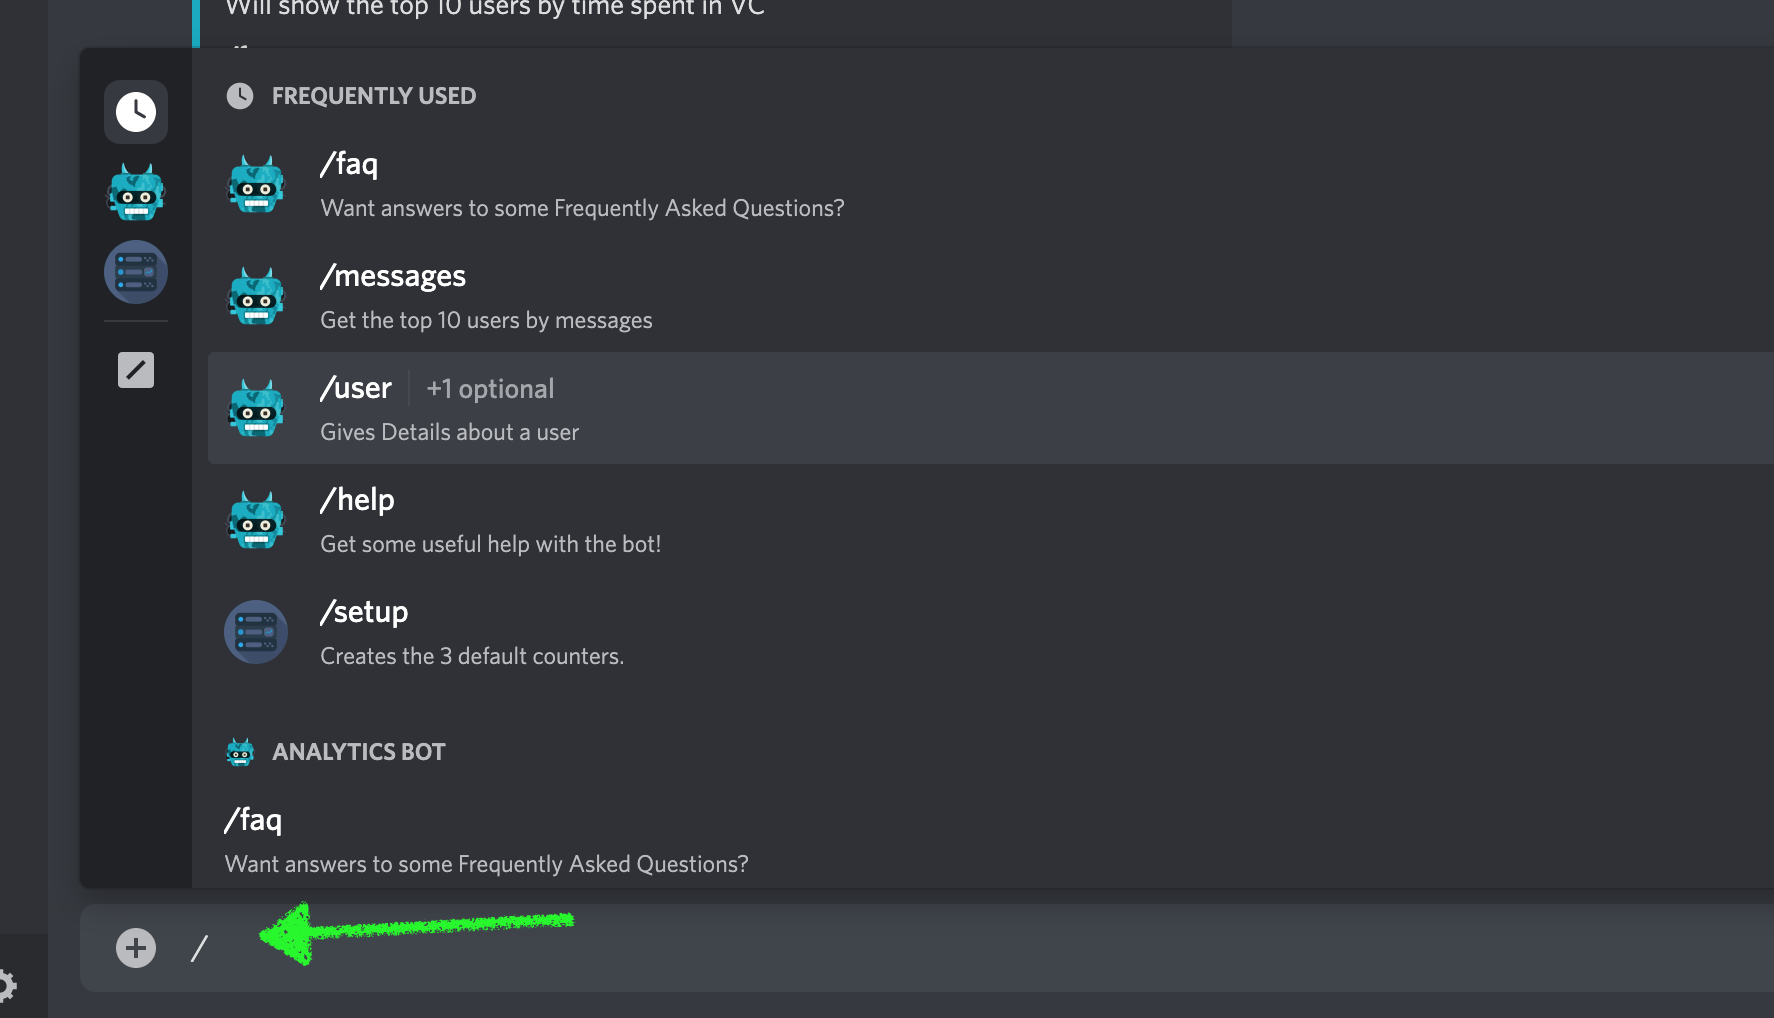 Will show the top 10 users by time spent in VC
FREQUENTLY USED
/faq
Want answers to some Frequently Asked Questions?
/messages
Get the top 10 users by messages
/user +1 optional
Gives Details about a user
/help
Get some useful help with the bot!
/setup
Creates the 3 default counters.
ANALYTICS BOT
/faq
Want answers to some Frequently Asked Questions?
/